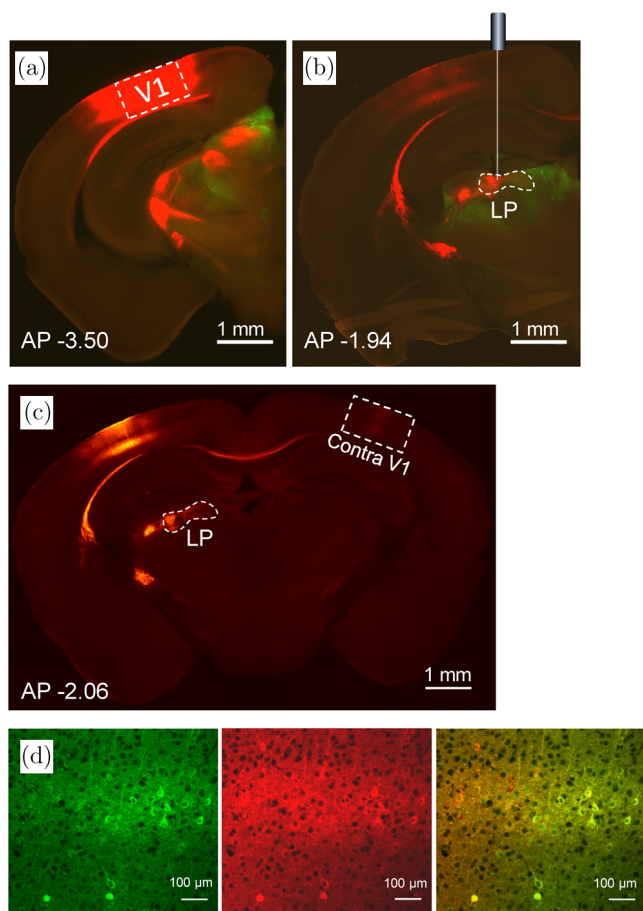 (a)
V1
AP -3.50
1 mm
(b)
LP
AP -1.94
1 mm
(c)
Contra V1
LP
AP -2.06
1 mm
(d)
100 μm
100 μm
100 μm